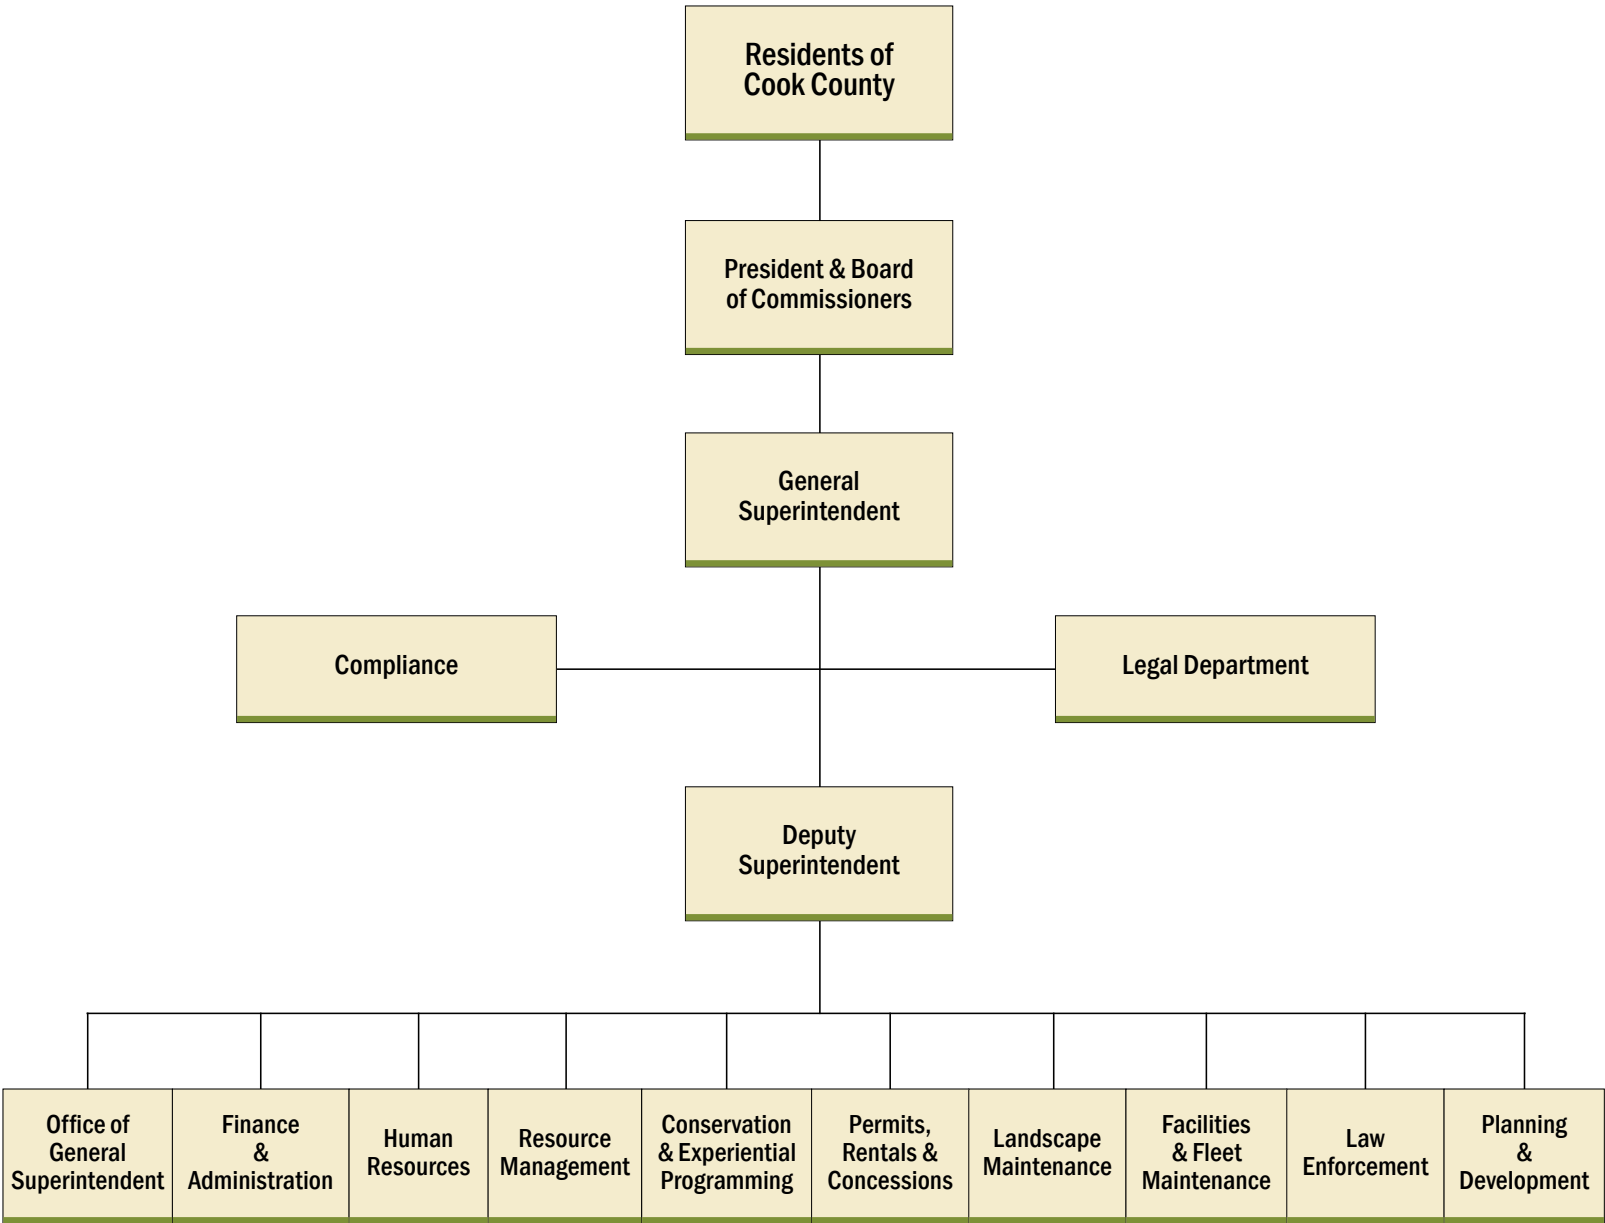 Residents of
Cook County
President & Board
of Commissioners
General
Superintendent
Compliance
Legal Department
Deputy
Superintendent
Office of
General
Superintendent
Finance
&
Administration
Human
Resources
Resource
Management
Conservation
& Experiential
Programming
Permits,
Rentals &
Concessions
Landscape
Maintenance
Facilities
& Fleet
Maintenance
Law
Enforcement
Planning
&
Development